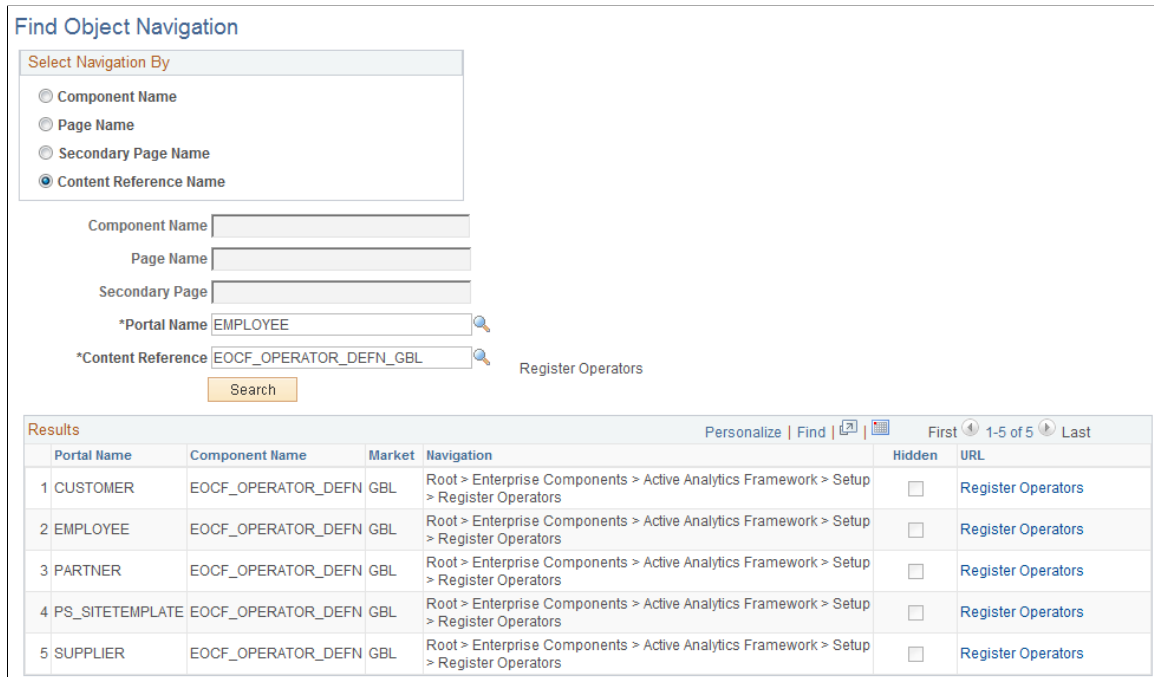 Find Object Navigation
Select Navigation By
Component Name
Page Name
Secondary Page Name
Content Reference Name
Component Name
Page Name
Secondary Page
*Portal Name EMPLOYEE
*Content Reference EOCF_OPERATOR_DEFN_GBL
Register Operators
Search
Results Personalize | Find | | First 1-5 of 5 Last
Portal Name Component Name Market Navigation Hidden URL
1 CUSTOMER EOCF_OPERATOR_DEFN GBL Root > Enterprise Components > Active Analytics Framework > Setup Register Operators
> Register Operators
2 EMPLOYEE EOCF_OPERATOR_DEFN GBL Root > Enterprise Components > Active Analytics Framework > Setup Register Operators
> Register Operators
3 PARTNER EOCF_OPERATOR_DEFN GBL Root > Enterprise Components > Active Analytics Framework > Setup Register Operators
> Register Operators
4 PS_SITETEMPLATE EOCF_OPERATOR_DEFN GBL Root > Enterprise Components > Active Analytics Framework > Setup Register Operators
> Register Operators
5 SUPPLIER EOCF_OPERATOR_DEFN GBL Root > Enterprise Components > Active Analytics Framework > Setup Register Operators
> Register Operators